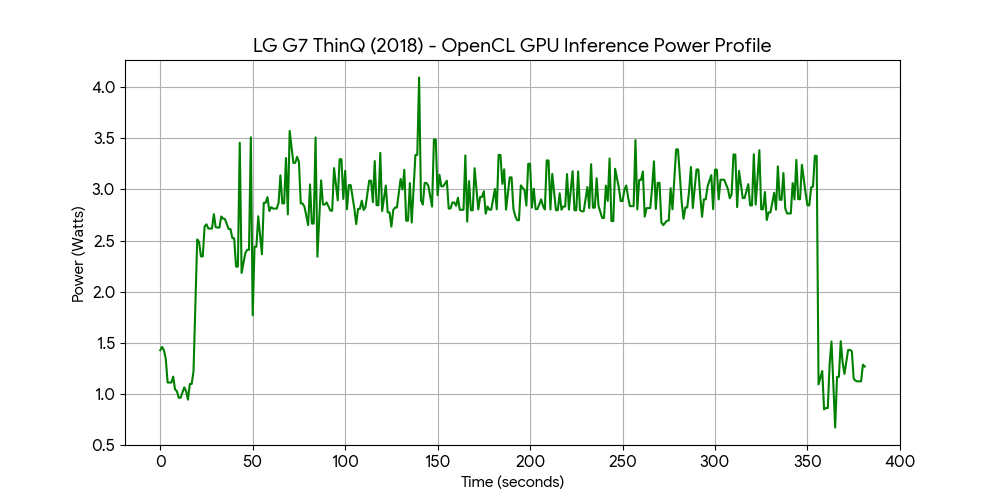 LG G7 ThinQ (2018) - OpenCL GPU Inference Power Profile
Power (Watts)
4.0
3.5
3.0
2.5
2.0
1.5
1.0
0.5
0 50 100 150 200 250 300 350 400
Time (seconds)